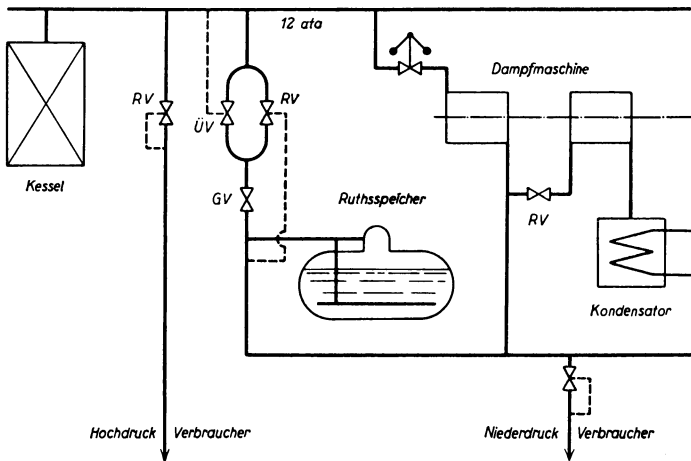 12 ata
Dampfmaschine
RV
ÜV
RV
Kessel
GV
Ruthsspeicher
RV
Kondensator
Hochdruck Verbraucher
Niederdruck Verbraucher